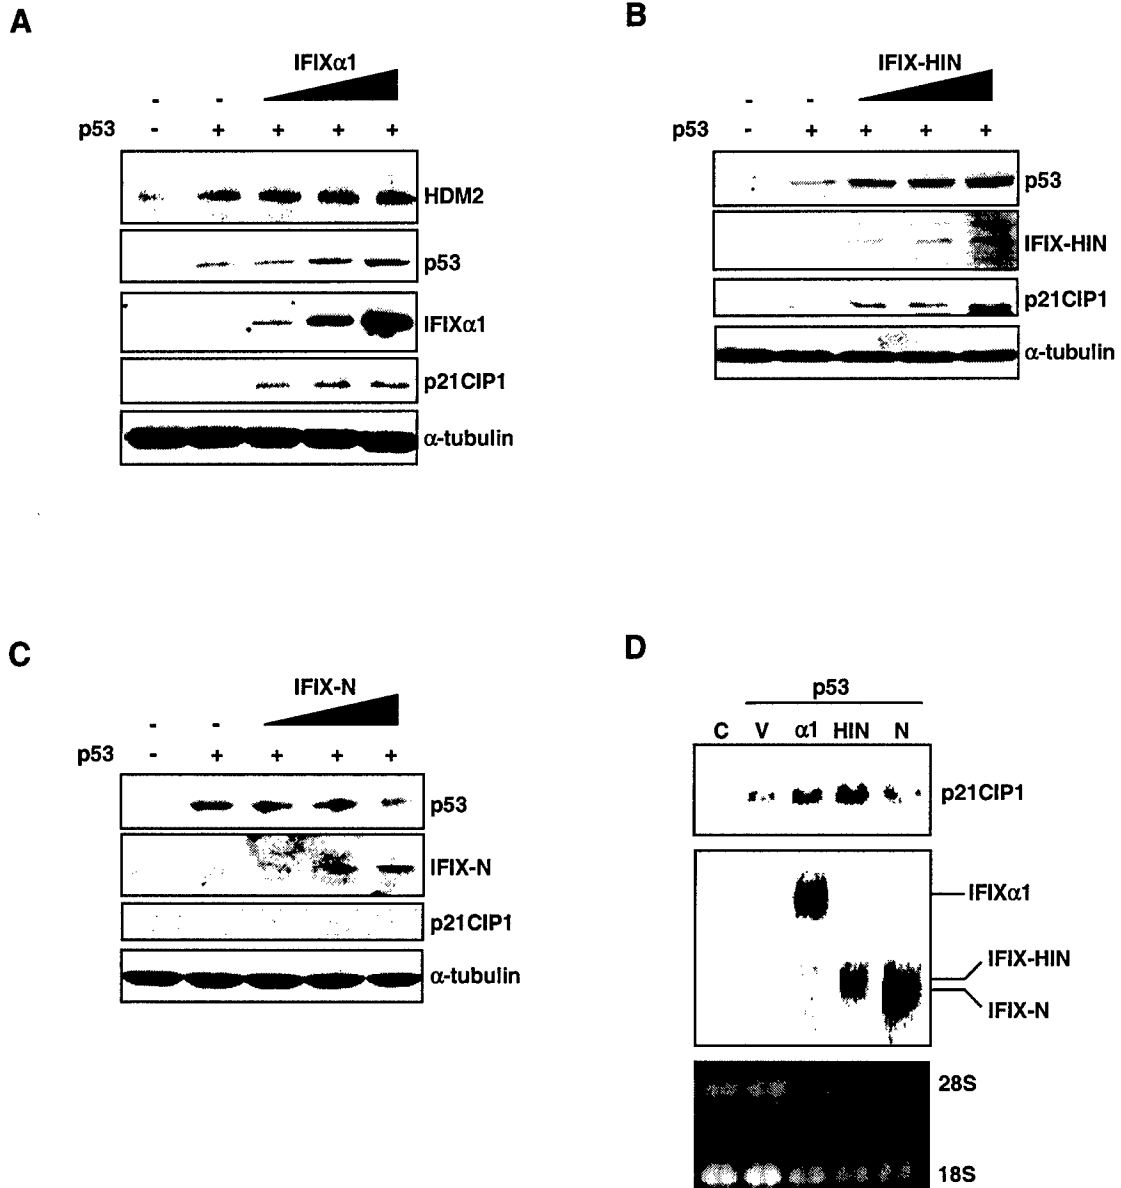 A
IFIXα1
- -
p53 - + + + +
HDM2
p53
IFIXα1
p21CIP1
α-tubulin
B
IFIX-HIN
- -
p53 - + + + +
p53
IFIX-HIN
p21CIP1
α-tubulin
C
IFIX-N
- -
p53 - + + + +
p53
IFIX-N
p21CIP1
α-tubulin
D
p53
C V α1 HIN N
p21CIP1
IFIXα1
IFIX-HIN
IFIX-N
28S
18S